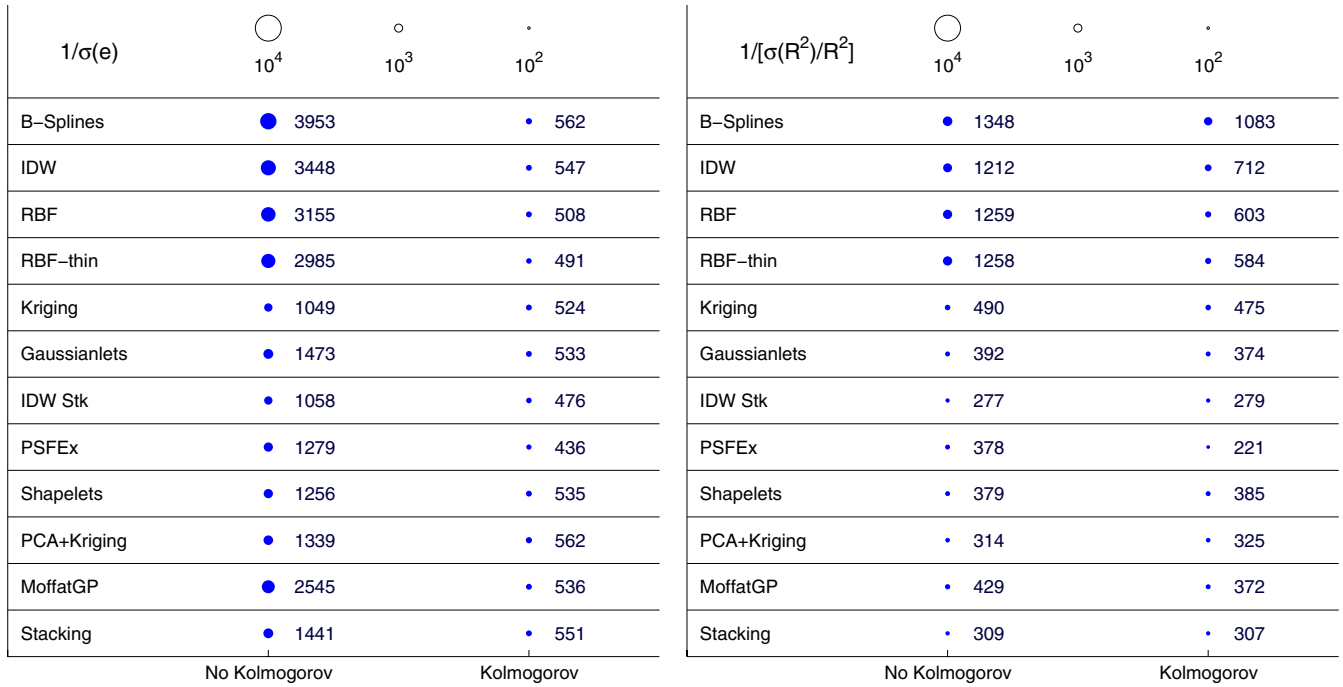 1/σ(e) 10^4 10^3 10^2
B−Splines 3953 562
IDW 3448 547
RBF 3155 508
RBF−thin 2985 491
Kriging 1049 524
Gaussianlets 1473 533
IDW Stk 1058 476
PSFEx 1279 436
Shapelets 1256 535
PCA+Kriging 1339 562
MoffatGP 2545 536
Stacking 1441 551
No Kolmogorov Kolmogorov
1/[σ(R^2)/R^2] 10^4 10^3 10^2
B−Splines 1348 1083
IDW 1212 712
RBF 1259 603
RBF−thin 1258 584
Kriging 490 475
Gaussianlets 392 374
IDW Stk 277 279
PSFEx 378 221
Shapelets 379 385
PCA+Kriging 314 325
MoffatGP 429 372
Stacking 309 307
No Kolmogorov Kolmogorov